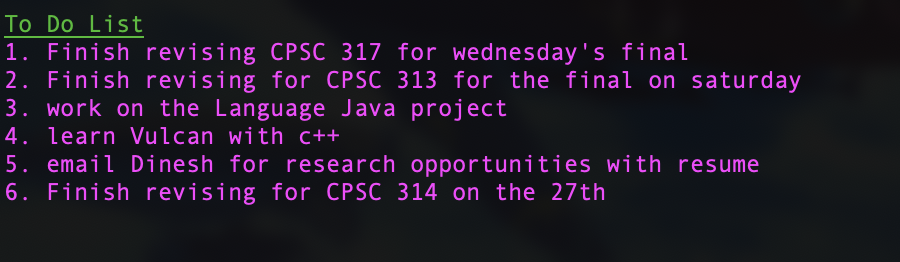 To Do List
1. Finish revising CPSC 317 for wednesday's final
2. Finish revising for CPSC 313 for the final on saturday
3. work on the Language Java project
4. learn Vulcan with c++
5. email Dinesh for research opportunities with resume
6. Finish revising for CPSC 314 on the 27th